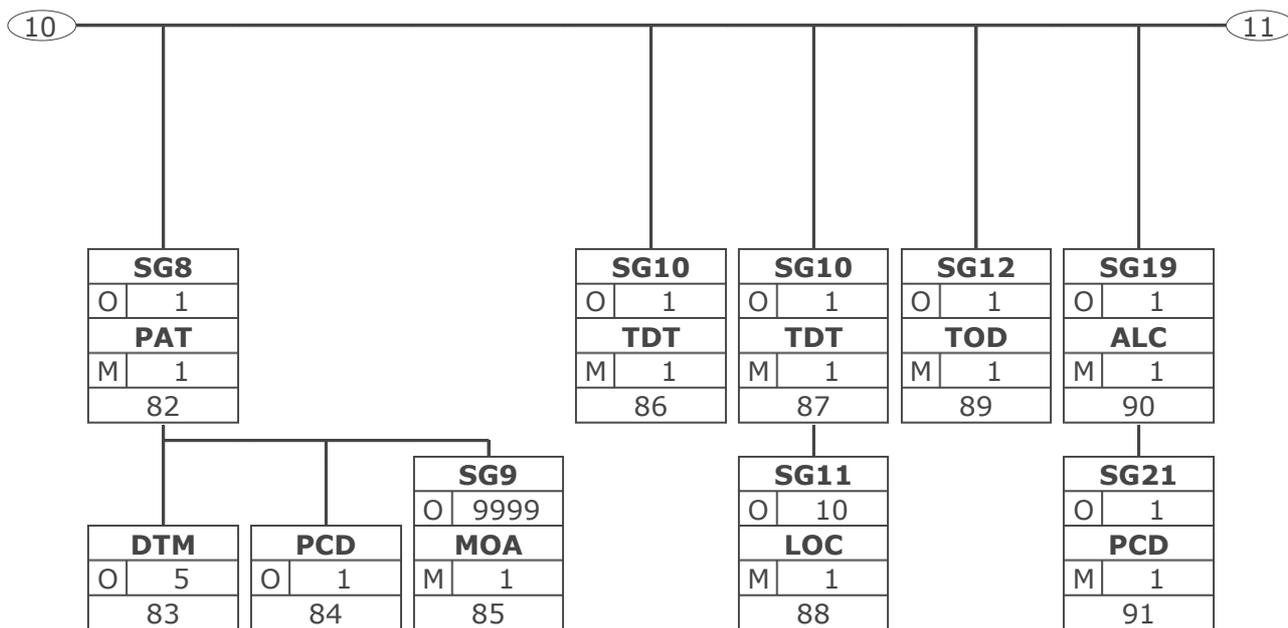 10
11
SG8
O 1
PAT
M 1
82
SG10
O 1
TDT
M 1
86
SG10
O 1
TDT
M 1
87
SG12
O 1
TOD
M 1
89
SG19
O 1
ALC
M 1
90
DTM
O 5
83
PCD
O 1
84
SG9
O 9999
MOA
M 1
85
SG11
O 10
LOC
M 1
88
SG21
O 1
PCD
M 1
91